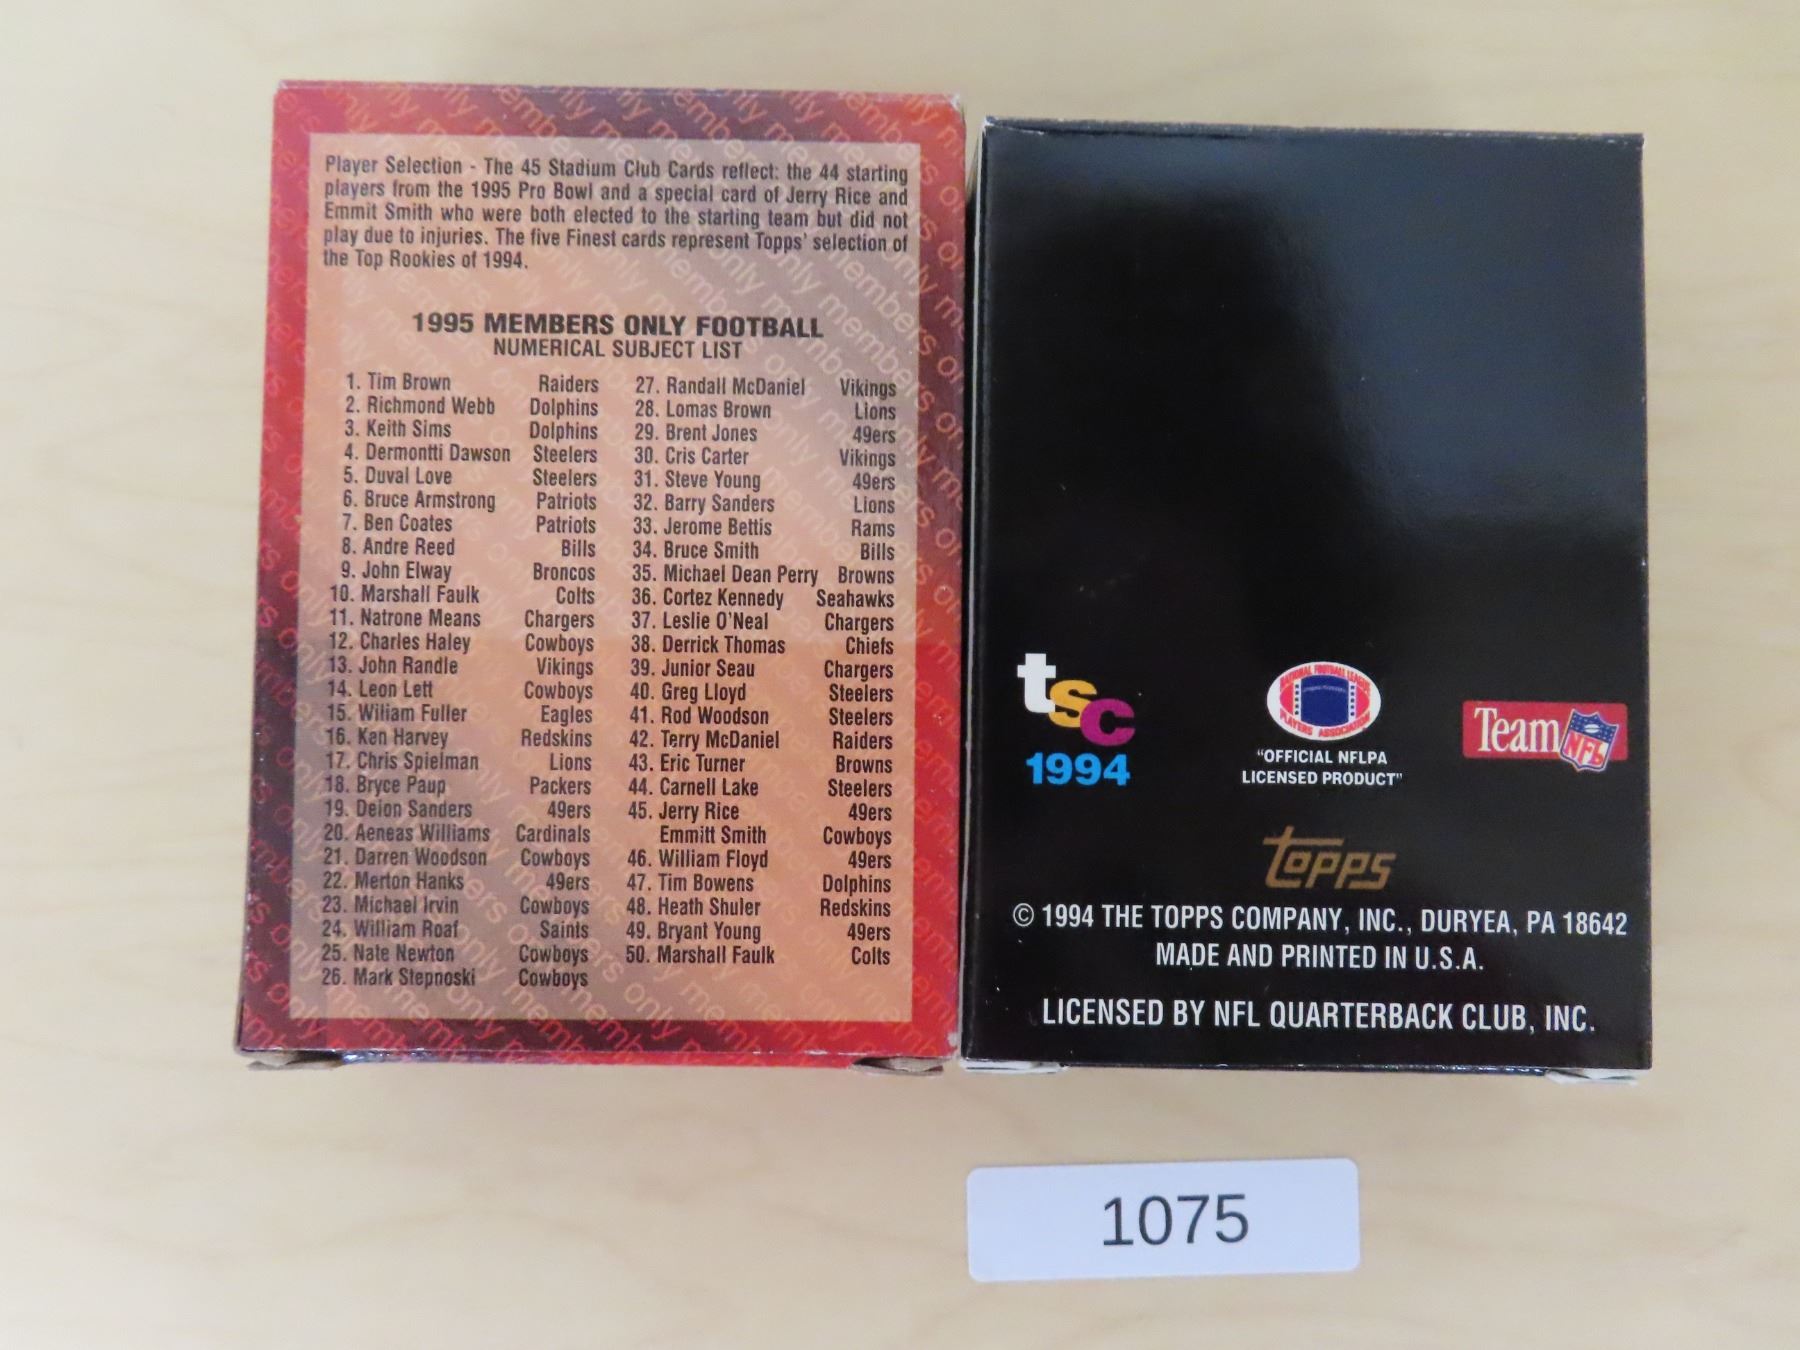 Player Selection - The 45 Stadium Club Cards reflect: the 44 starting
players from the 1995 Pro Bowl and a special card of Jerry Rice and
Emmit Smith who were both elected to the starting team but did not
play due to injuries. The five Finest cards represent Topps' selection of
the Top Rookies of 1994.
1995 MEMBERS ONLY FOOTBALL
NUMERICAL SUBJECT LIST
1. Tim Brown Raiders
2. Richmond Webb Dolphins
3. Keith Sims Dolphins
4. Dermontti Dawson Steelers
5. Duval Love Steelers
6. Bruce Armstrong Patriots
7. Ben Coates Patriots
8. Andre Reed Bills
9. John Elway Broncos
10. Marshall Faulk Colts
11. Natrone Means Chargers
12. Charles Haley Cowboys
13. John Randle Vikings
14. Leon Lett Cowboys
15. Wiliam Fuller Eagles
16. Ken Harvey Redskins
17. Chris Spielman Lions
18. Bryce Paup Packers
19. Deion Sanders 49ers
20. Aeneas Williams Cardinals
21. Darren Woodson Cowboys
22. Merton Hanks 49ers
23. Michael Irvin Cowboys
24. William Roaf Saints
25. Nate Newton Cowboys
26. Mark Stepnoski Cowboys
27. Randall McDaniel Vikings
28. Lomas Brown Lions
29. Brent Jones 49ers
30. Cris Carter Vikings
31. Steve Young 49ers
32. Barry Sanders Lions
33. Jerome Bettis Rams
34. Bruce Smith Bills
35. Michael Dean Perry Browns
36. Cortez Kennedy Seahawks
37. Leslie O'Neal Chargers
38. Derrick Thomas Chiefs
39. Junior Seau Chargers
40. Greg Lloyd Steelers
41. Rod Woodson Steelers
42. Terry McDaniel Raiders
43. Eric Turner Browns
44. Carnell Lake Steelers
45. Jerry Rice 49ers
Emmitt Smith Cowboys
46. William Floyd 49ers
47. Tim Bowens Dolphins
48. Heath Shuler Redskins
49. Bryant Young 49ers
50. Marshall Faulk Colts
tsc
1994
NATIONAL FOOTBALL LEAGUE
PLAYERS ASSOCIATION
"OFFICIAL NFLPA
LICENSED PRODUCT"
Team NFL
topps
© 1994 THE TOPPS COMPANY, INC., DURYEA, PA 18642
MADE AND PRINTED IN U.S.A.
LICENSED BY NFL QUARTERBACK CLUB, INC.
1075